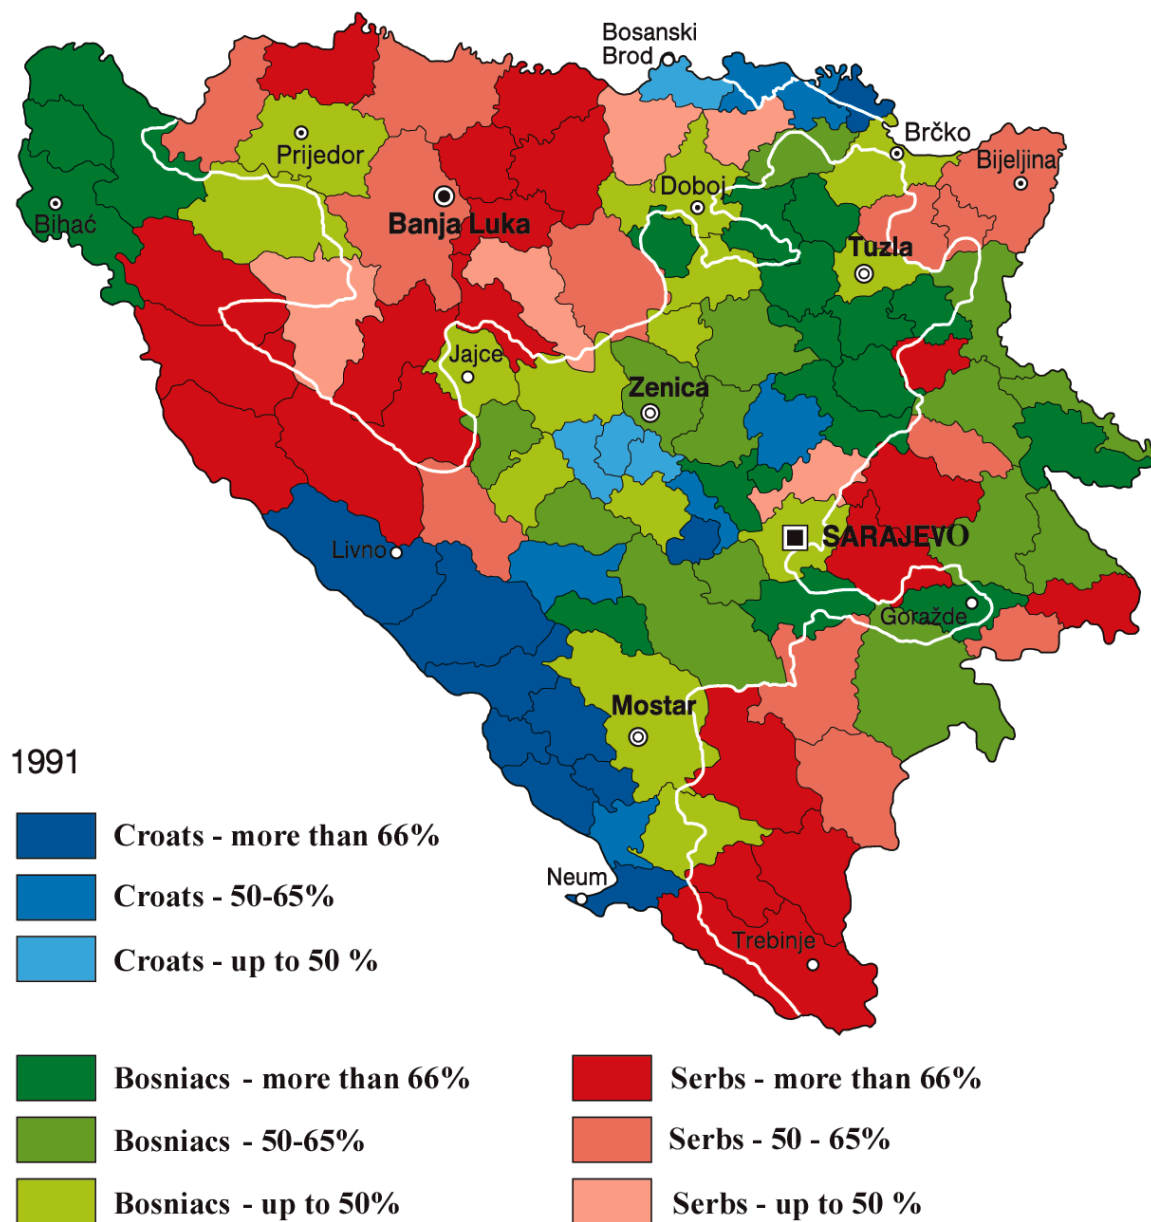 Bosanski
Brod
Brčko
Prijedor
Bijeljina
Doboj
Bihać
Banja Luka
Tuzla
Jajce
Zenica
SARAJEVO
Livno
Goražde
Mostar
1991
Croats - more than 66%
Neum
Croats - 50-65%
Trebinje
Croats - up to 50 %
Bosniacs - more than 66%
Serbs - more than 66%
Bosniacs - 50-65%
Serbs - 50 - 65%
Bosniacs - up to 50%
Serbs - up to 50 %